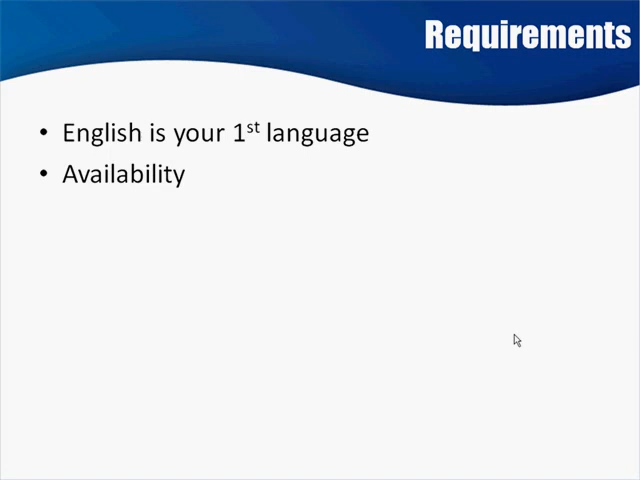 Requirements
• English is your 1st language
• Availability